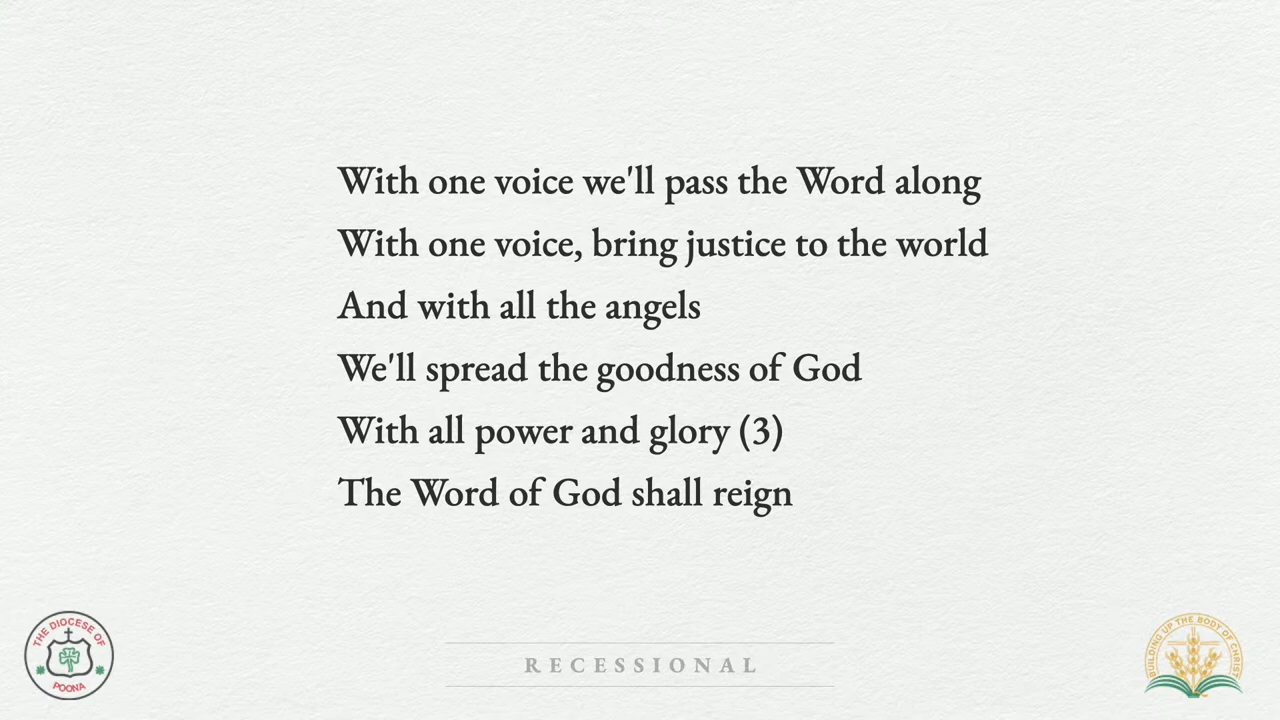 With one voice we'll pass the Word along
With one voice, bring justice to the world
And with all the angels
We'll spread the goodness of God
With all power and glory (3)
The Word of God shall reign
THE DIOCESE OF
POONA
RECESSIONAL
BUILDING UP THE BODY OF CHRIST